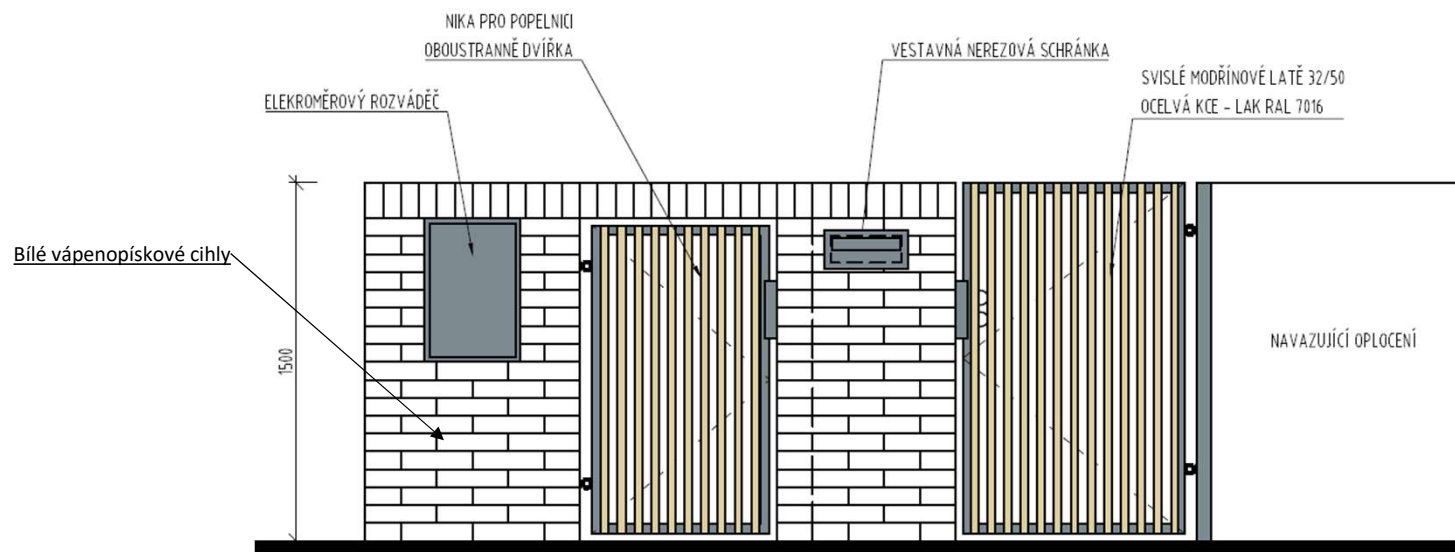 NIKA PRO POPELNICI
OBOUSTRANNĚ DVÍŘKA
VESTAVNÁ NEREZOVÁ SCHRÁNKA
SVISLÉ MODŘÍNOVÉ LATĚ 32/50
OCELVÁ KCE - LAK RAL 7016
ELEKROMĚROVÝ ROZVÁDĚČ
Bílé vápenopískové cihly
1500
NAVAZUJÍCÍ OPLOCENÍ